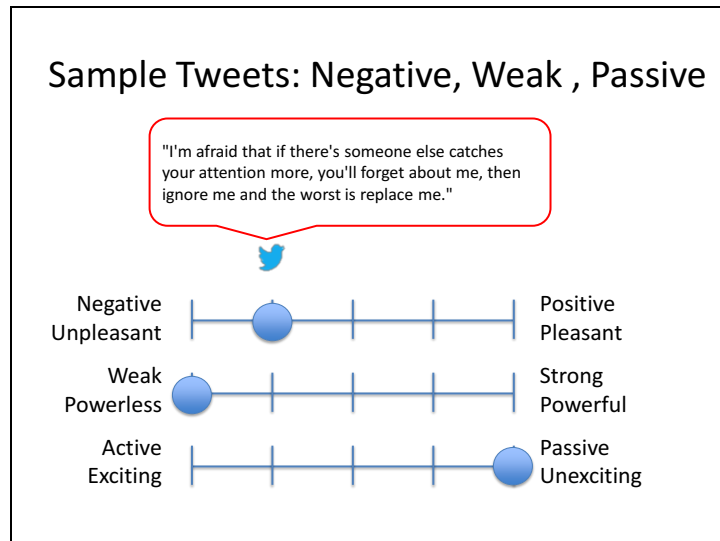 Sample Tweets: Negative, Weak , Passive
"I'm afraid that if there's someone else catches
your attention more, you'll forget about me, then
ignore me and the worst is replace me."
Negative
Unpleasant
Positive
Pleasant
Weak
Powerless
Strong
Powerful
Active
Exciting
Passive
Unexciting